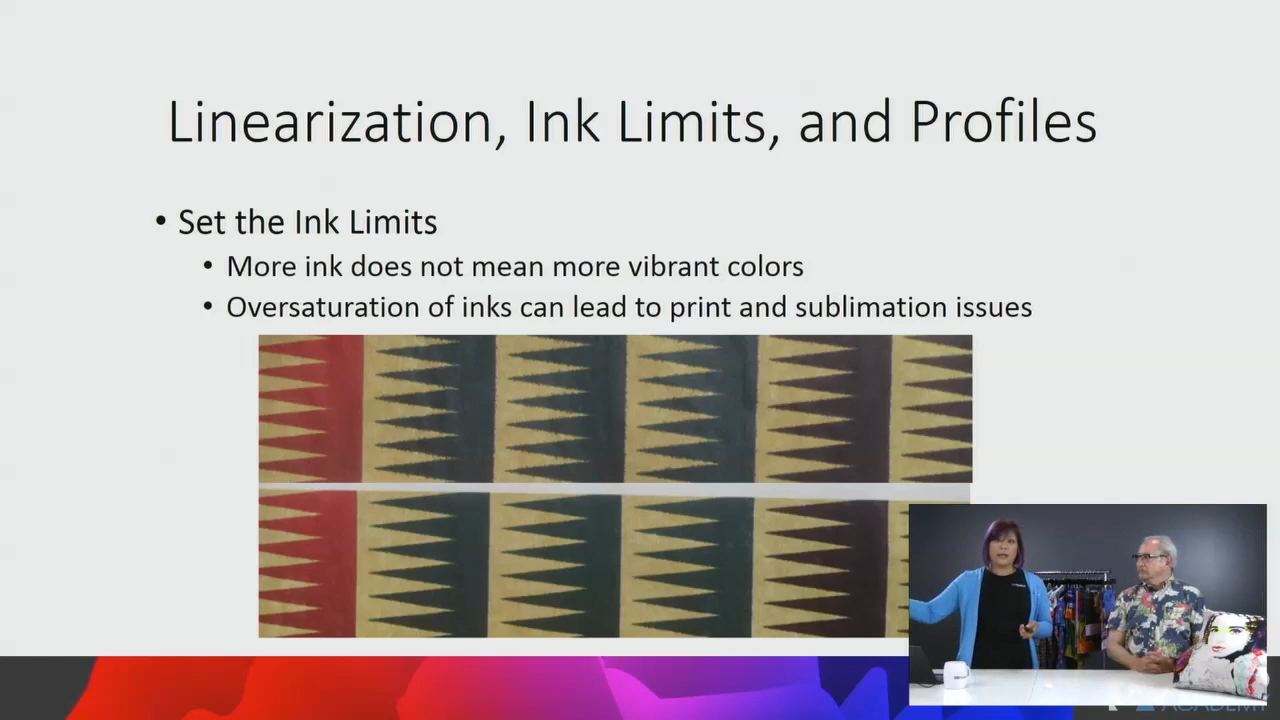 Linearization, Ink Limits, and Profiles
• Set the Ink Limits
• More ink does not mean more vibrant colors
• Oversaturation of inks can lead to print and sublimation issues